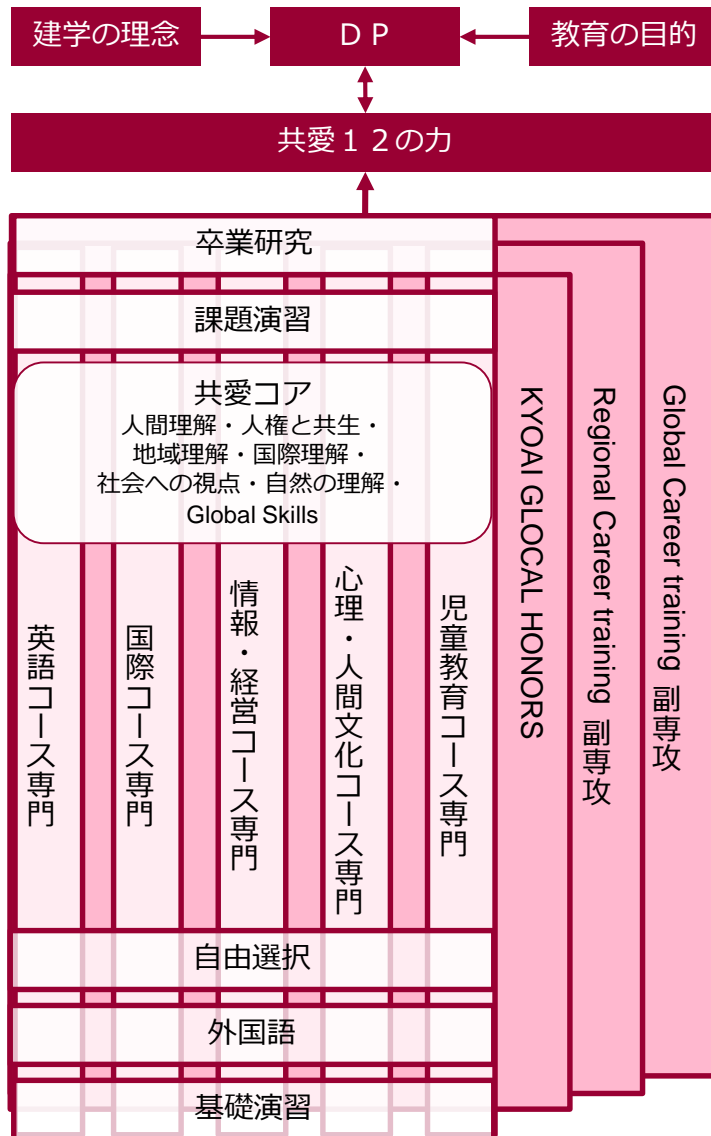 建学の理念
ＤＰ
教育の目的
共愛１２の力
卒業研究
課題演習
共愛コア
人間理解・人権と共生・
地域理解・国際理解・
社会への視点・自然の理解・
Global Skills
英語コース専門
国際コース専門
情報・経営コース専門
心理・人間文化コース専門
児童教育コース専門
KYOAI GLOCAL HONORS
Regional Career training 副専攻
Global Career training 副専攻
自由選択
外国語
基礎演習